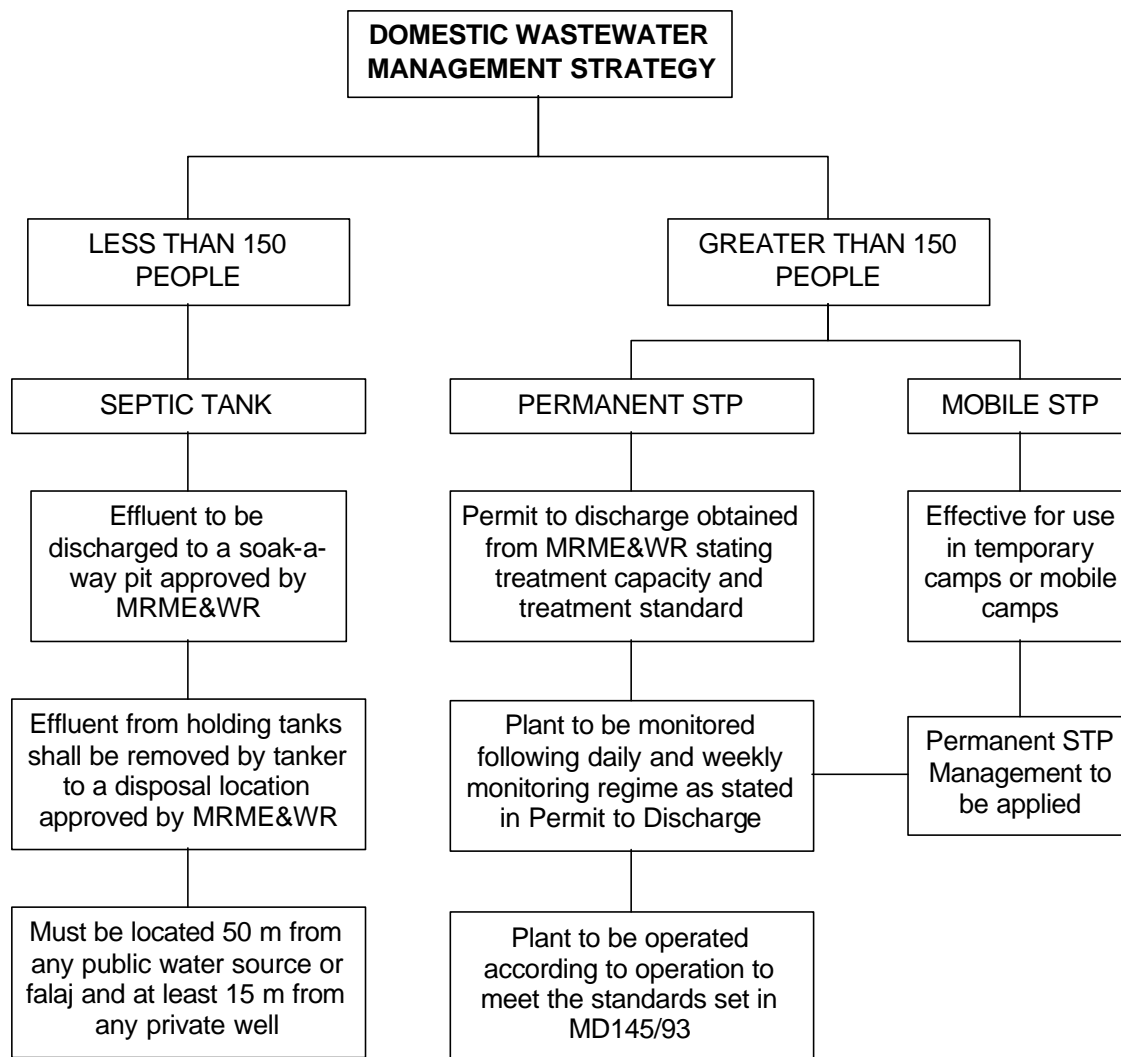 DOMESTIC WASTEWATER
MANAGEMENT STRATEGY
LESS THAN 150
PEOPLE
GREATER THAN 150
PEOPLE
SEPTIC TANK
PERMANENT STP
MOBILE STP
Effluent to be
discharged to a soak-a-
way pit approved by
MRME&WR
Permit to discharge obtained
from MRME&WR stating
treatment capacity and
treatment standard
Effective for use
in temporary
camps or mobile
camps
Effluent from holding tanks
shall be removed by tanker
to a disposal location
approved by MRME&WR
Plant to be monitored
following daily and weekly
monitoring regime as stated
in Permit to Discharge
Permanent STP
Management to
be applied
Must be located 50 m from
any public water source or
falaj and at least 15 m from
any private well
Plant to be operated
according to operation to
meet the standards set in
MD145/93